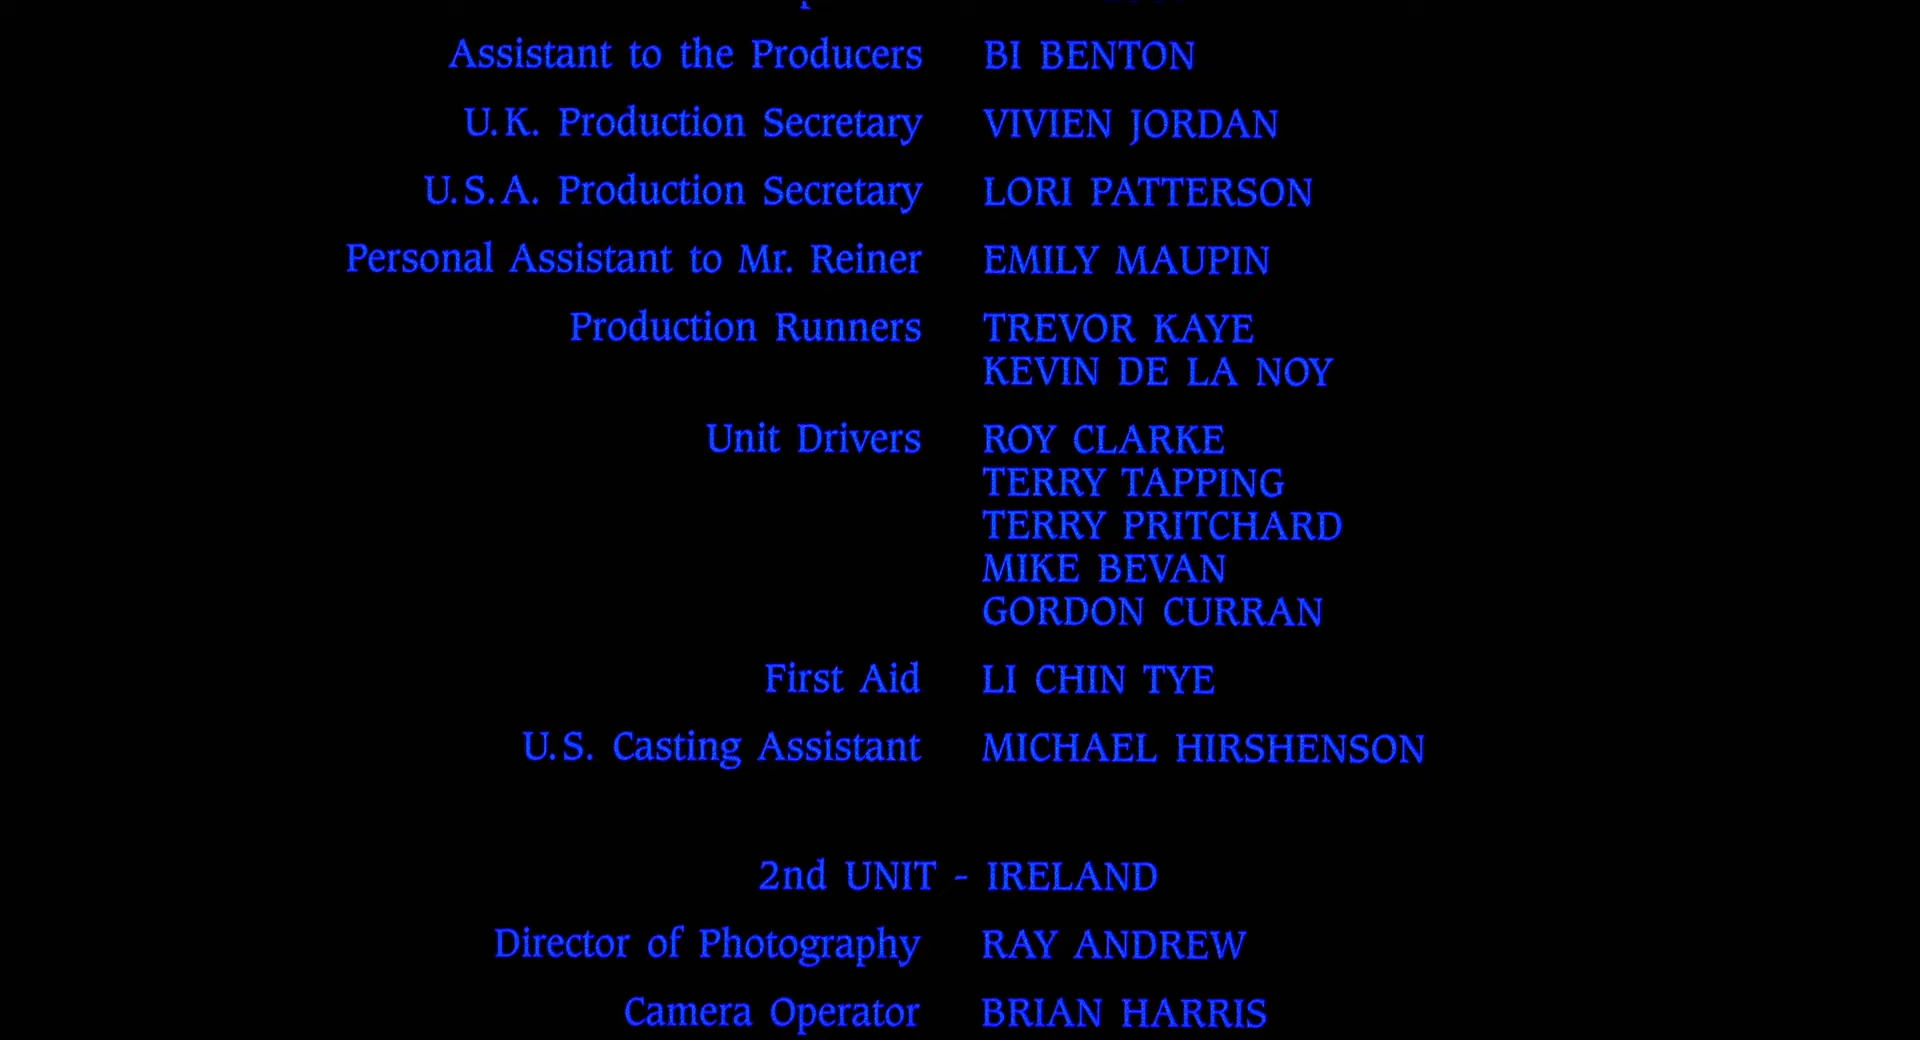 Assistant to the Producers BI BENTON
U.K. Production Secretary VIVIEN JORDAN
U.S.A. Production Secretary LORI PATTERSON
Personal Assistant to Mr. Reiner EMILY MAUPIN
Production Runners TREVOR KAYE
KEVIN DE LA NOY
Unit Drivers ROY CLARKE
TERRY TAPPING
TERRY PRITCHARD
MIKE BEVAN
GORDON CURRAN
First Aid LI CHIN TYE
U.S. Casting Assistant MICHAEL HIRSHENSON
2nd UNIT - IRELAND
Director of Photography RAY ANDREW
Camera Operator BRIAN HARRIS